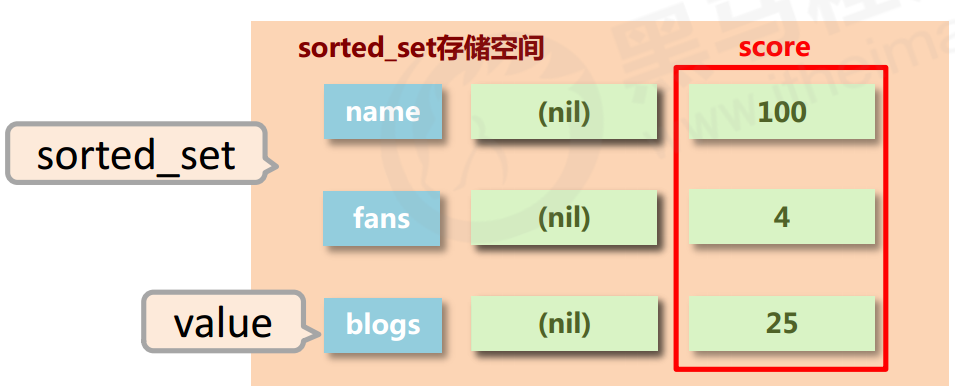 sorted_set存储空间 score
name (nil) 100
sorted_set
fans (nil) 4
value
blogs (nil) 25